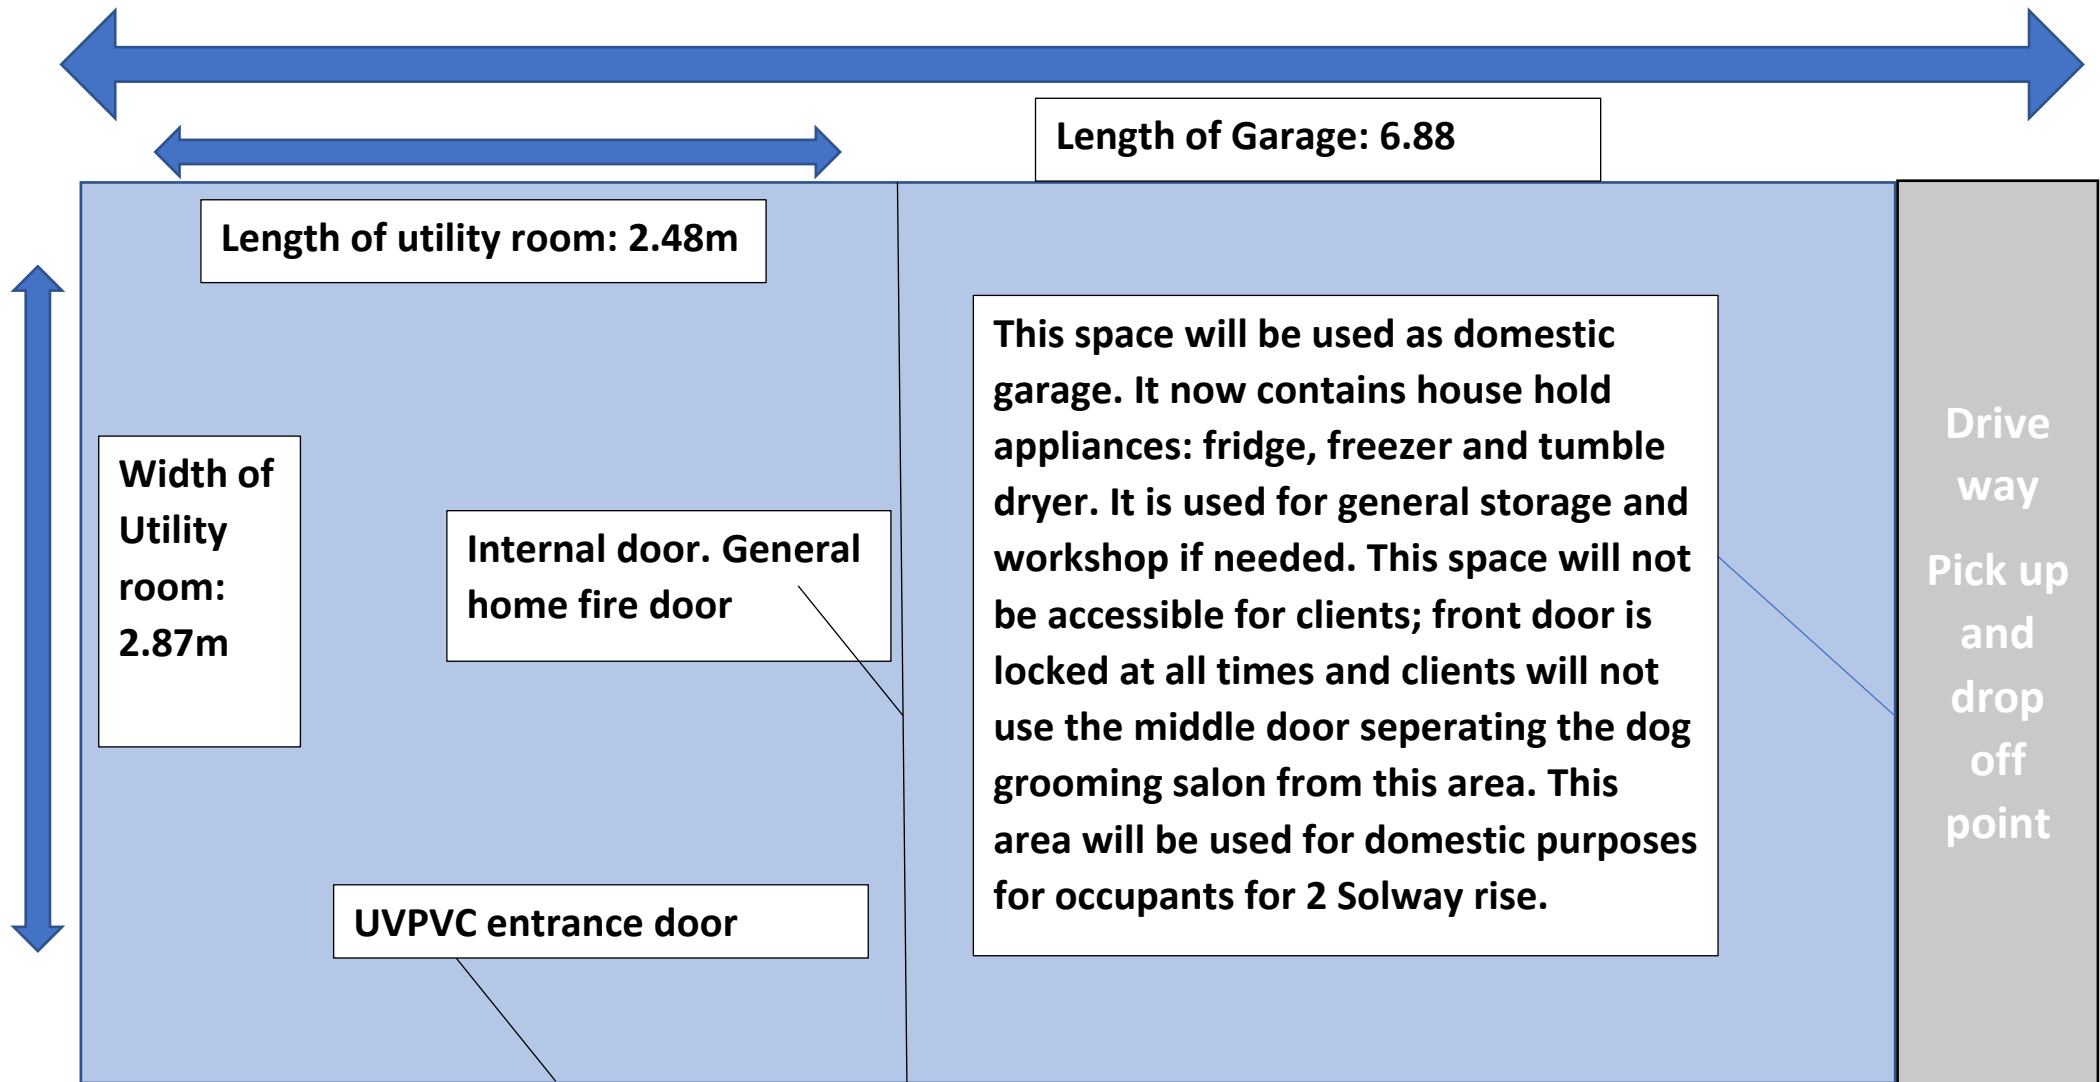 Length of Garage: 6.88
Length of utility room: 2.48m
Width of
Utility
room:
2.87m
Internal door. General
home fire door
UVPVC entrance door
This space will be used as domestic
garage. It now contains house hold
appliances: fridge, freezer and tumble
dryer. It is used for general storage and
workshop if needed. This space will not
be accessible for clients; front door is
locked at all times and clients will not
use the middle door seperating the dog
grooming salon from this area. This
area will be used for domestic purposes
for occupants for 2 Solway rise.
Drive
way
Pick up
and
drop
off
point